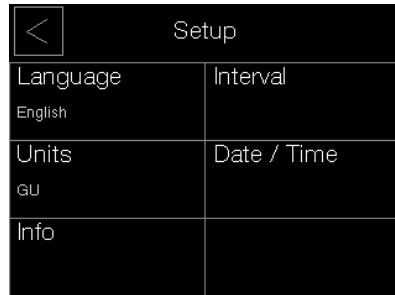 <
Setup
Language
English
Interval
Units
GU
Date / Time
Info